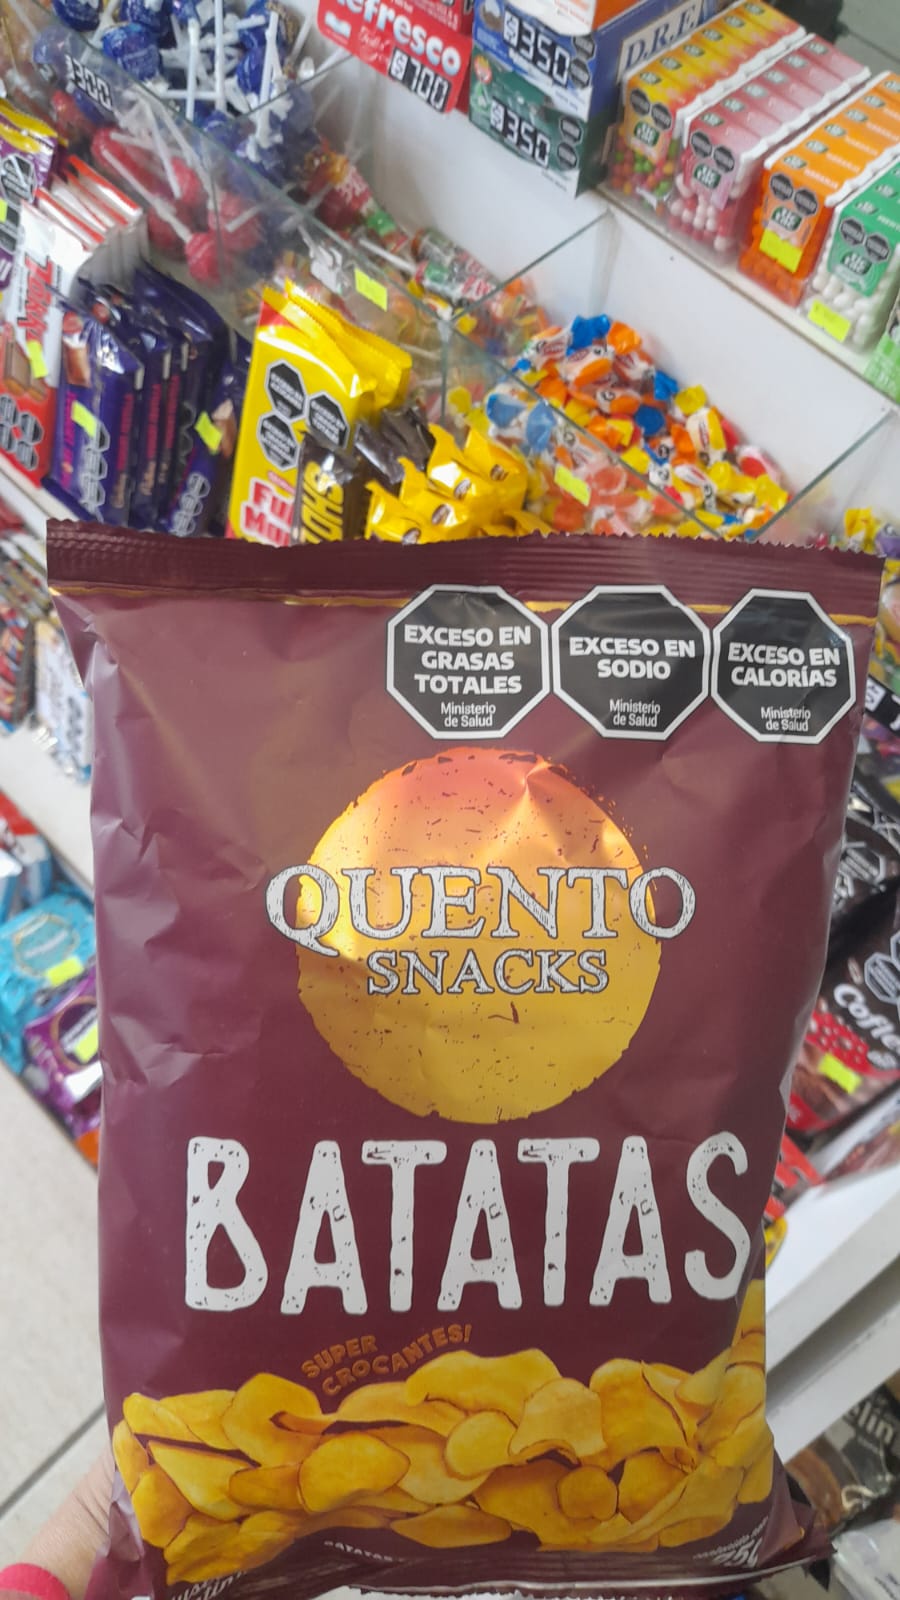 Refresco
$700
$350
$350
D.R.F
$300
EXCESO EN
GRASAS
TOTALES
Ministerio
de Salud
EXCESO EN
SODIO
Ministerio
de Salud
EXCESO EN
CALORÍAS
Ministerio
de Salud
QUENTO
SNACKS
BATATAS
SUPER
CROCANTES!